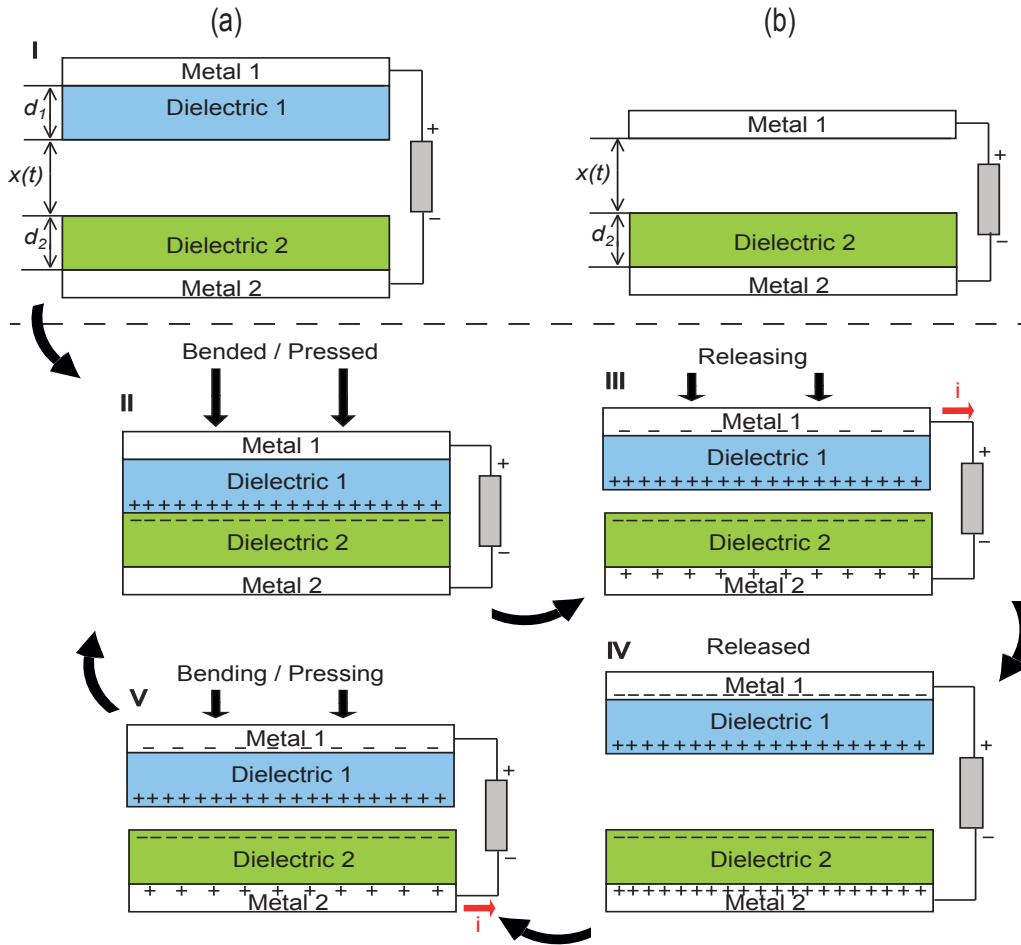 (a)
(b)
I
Metal 1
d1
Dielectric 1
+
x(t)
−
d2
Dielectric 2
Metal 2
Metal 1
+
x(t)
−
d2
Dielectric 2
Metal 2
Bended / Pressed
II
Metal 1
+
Dielectric 1
++++++++++++++++++++
––––––––––––––––––
Dielectric 2
−
Metal 2
Releasing
III
i
Metal 1
− − − − − − − − −
+
Dielectric 1
++++++++++++++++++++
––––––––––––––––––
Dielectric 2
−
+ + + + + + + + +
Metal 2
Bending / Pressing
V
Metal 1
− − − − − − − − −
+
Dielectric 1
++++++++++++++++++++
––––––––––––––––––
Dielectric 2
−
+ + + + + + + + +
Metal 2
i
Released
IV
Metal 1
––––––––––––––––––
+
Dielectric 1
++++++++++++++++++++
−
––––––––––––––––––
Dielectric 2
++++++++++++++++++++
Metal 2